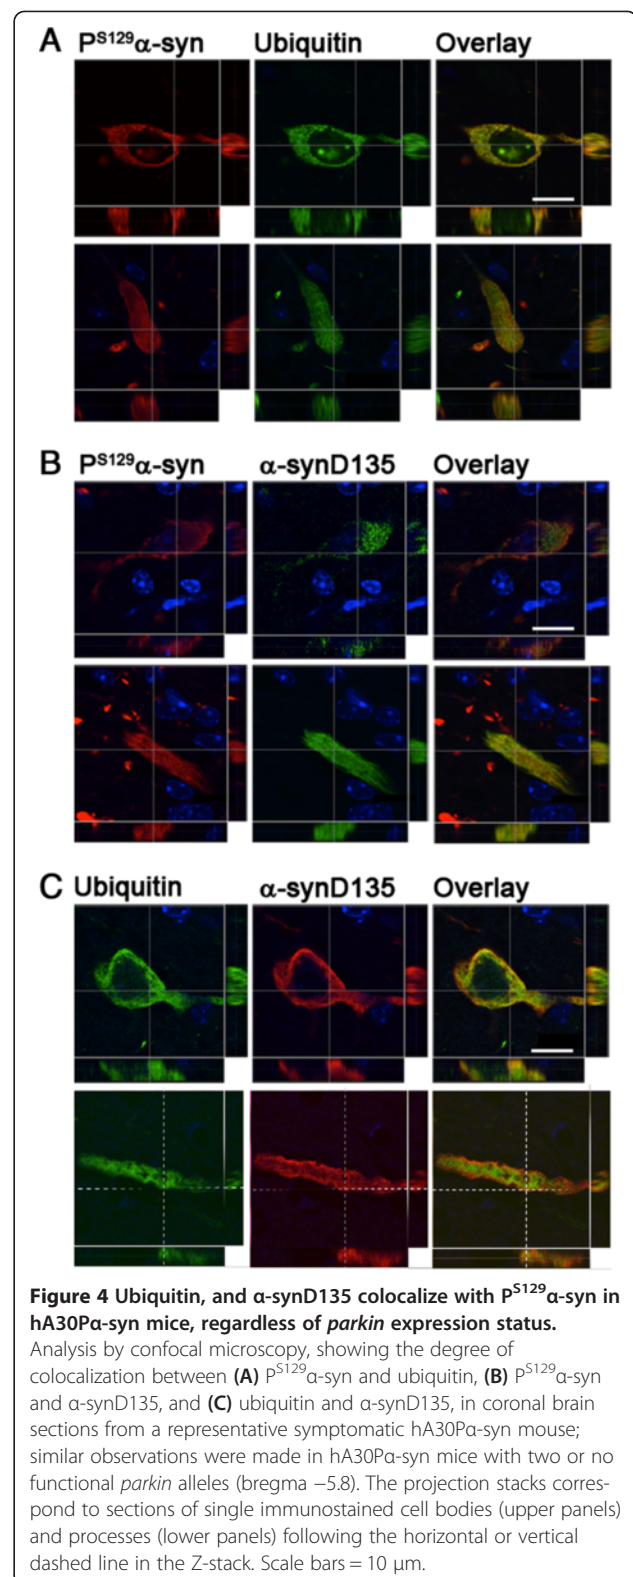 A P^S129α-syn Ubiquitin Overlay
B P^S129α-syn α-synD135 Overlay
C Ubiquitin α-synD135 Overlay
Figure 4 Ubiquitin, and α-synD135 colocalize with P^S129α-syn in
hA30Pα-syn mice, regardless of parkin expression status.
Analysis by confocal microscopy, showing the degree of
colocalization between (A) P^S129α-syn and ubiquitin, (B) P^S129α-syn
and α-synD135, and (C) ubiquitin and α-synD135, in coronal brain
sections from a representative symptomatic hA30Pα-syn mouse;
similar observations were made in hA30Pα-syn mice with two or no
functional parkin alleles (bregma −5.8). The projection stacks corres-
pond to sections of single immunostained cell bodies (upper panels)
and processes (lower panels) following the horizontal or vertical
dashed line in the Z-stack. Scale bars = 10 μm.